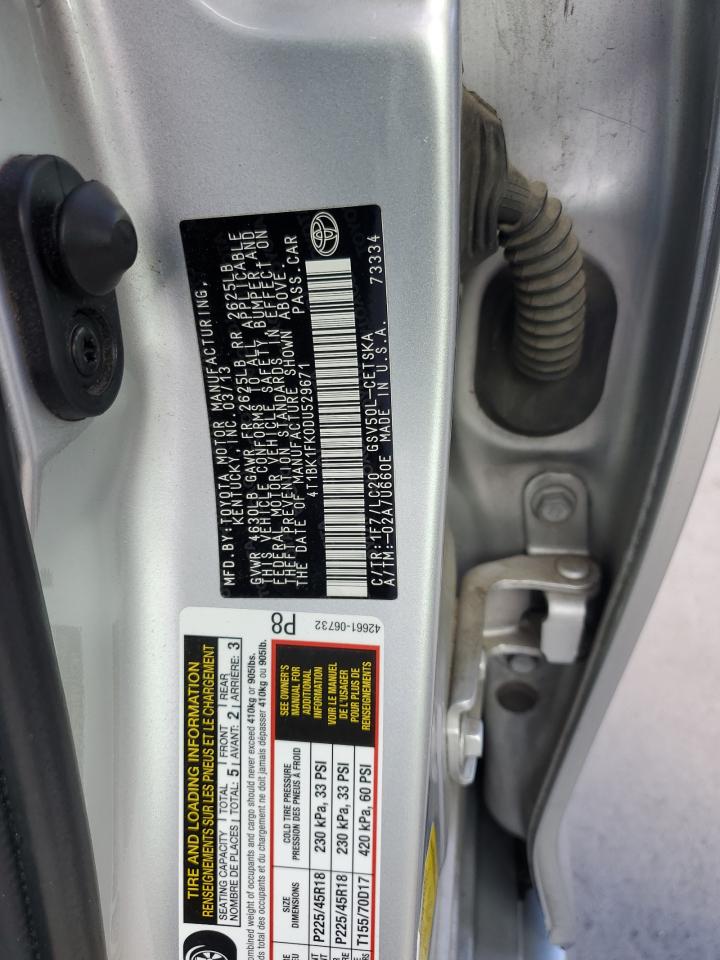 MFD.BY:TOYOTA MOTOR MANUFACTURING,
KENTUCKY, INC. 03/13
GVWR 4630LB GAWR FR 2625LB RR 2625LB
THIS VEHICLE CONFORMS TO ALL APPLICABLE
FEDERAL MOTOR VEHICLE SAFETY, BUMPER, AND
THEFT PREVENTION STANDARDS IN EFFECT ON
THE DATE OF MANUFACTURE SHOWN ABOVE.
4T1BK1FK0DU528671 PASS. CAR
C/TR:1F7/LC20 GSV50L-CETSKA 73334
A/TM:-02A/U660E MADE IN U.S.A.
42661-06732
P8
TIRE AND LOADING INFORMATION
RENSEIGNEMENTS SUR LES PNEUS ET LE CHARGEMENT
SEATING CAPACITY TOTAL FRONT REAR
NOMBRE DE PLACES TOTAL: 5 AVANT: 2 ARRIÈRE: 3
combined weight of occupants and cargo should never exceed 410kg or 905lbs.
total des occupants et du chargement ne doit jamais dépasser 410kg ou 905lb.
SIZE
DIMENSIONS
COLD TIRE PRESSURE
PRESSION DES PNEUS À FROID
P225/45R18 230 kPa, 33 PSI
P225/45R18 230 kPa, 33 PSI
T155/70D17 420 kPa, 60 PSI
SEE OWNER'S
MANUAL FOR
ADDITIONAL
INFORMATION
VOIR LE MANUEL
DE L'USAGER
POUR PLUS DE
RENSEIGNEMENTS